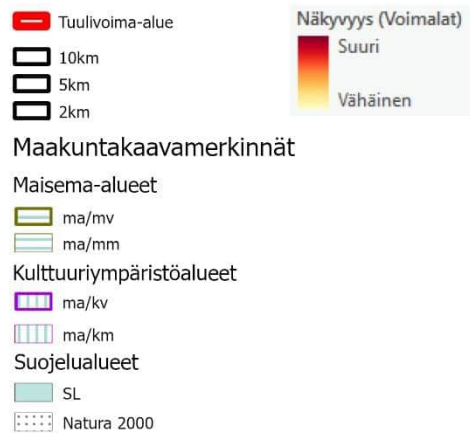 Tuulivoima-alue
10km
5km
2km
Näkyvyys (Voimalat)
Suuri
Vähäinen
Maakuntakaavamerkinnät
Maisema-alueet
ma/mv
ma/mm
Kulttuuriympäristöalueet
ma/kv
ma/km
Suojelualueet
SL
Natura 2000